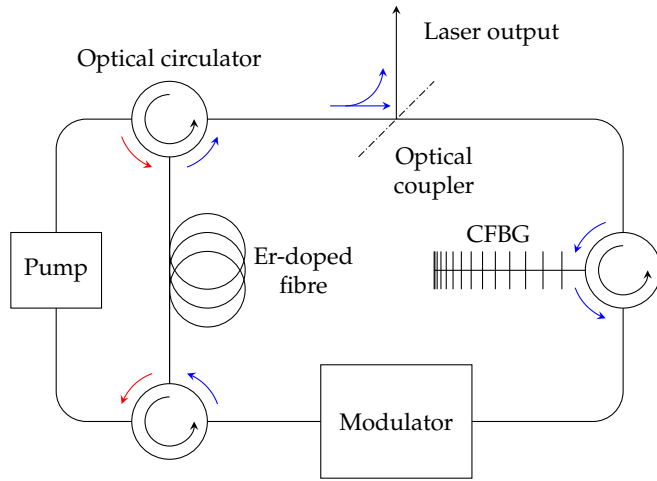 Laser output
Optical circulator
Optical
coupler
CFBG
Pump
Er-doped
fibre
Modulator